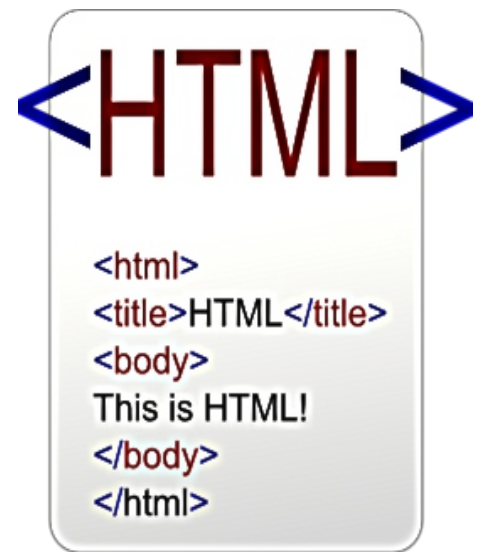 <HTML>
<html>
<title>HTML</title>
<body>
This is HTML!
</body>
</html>